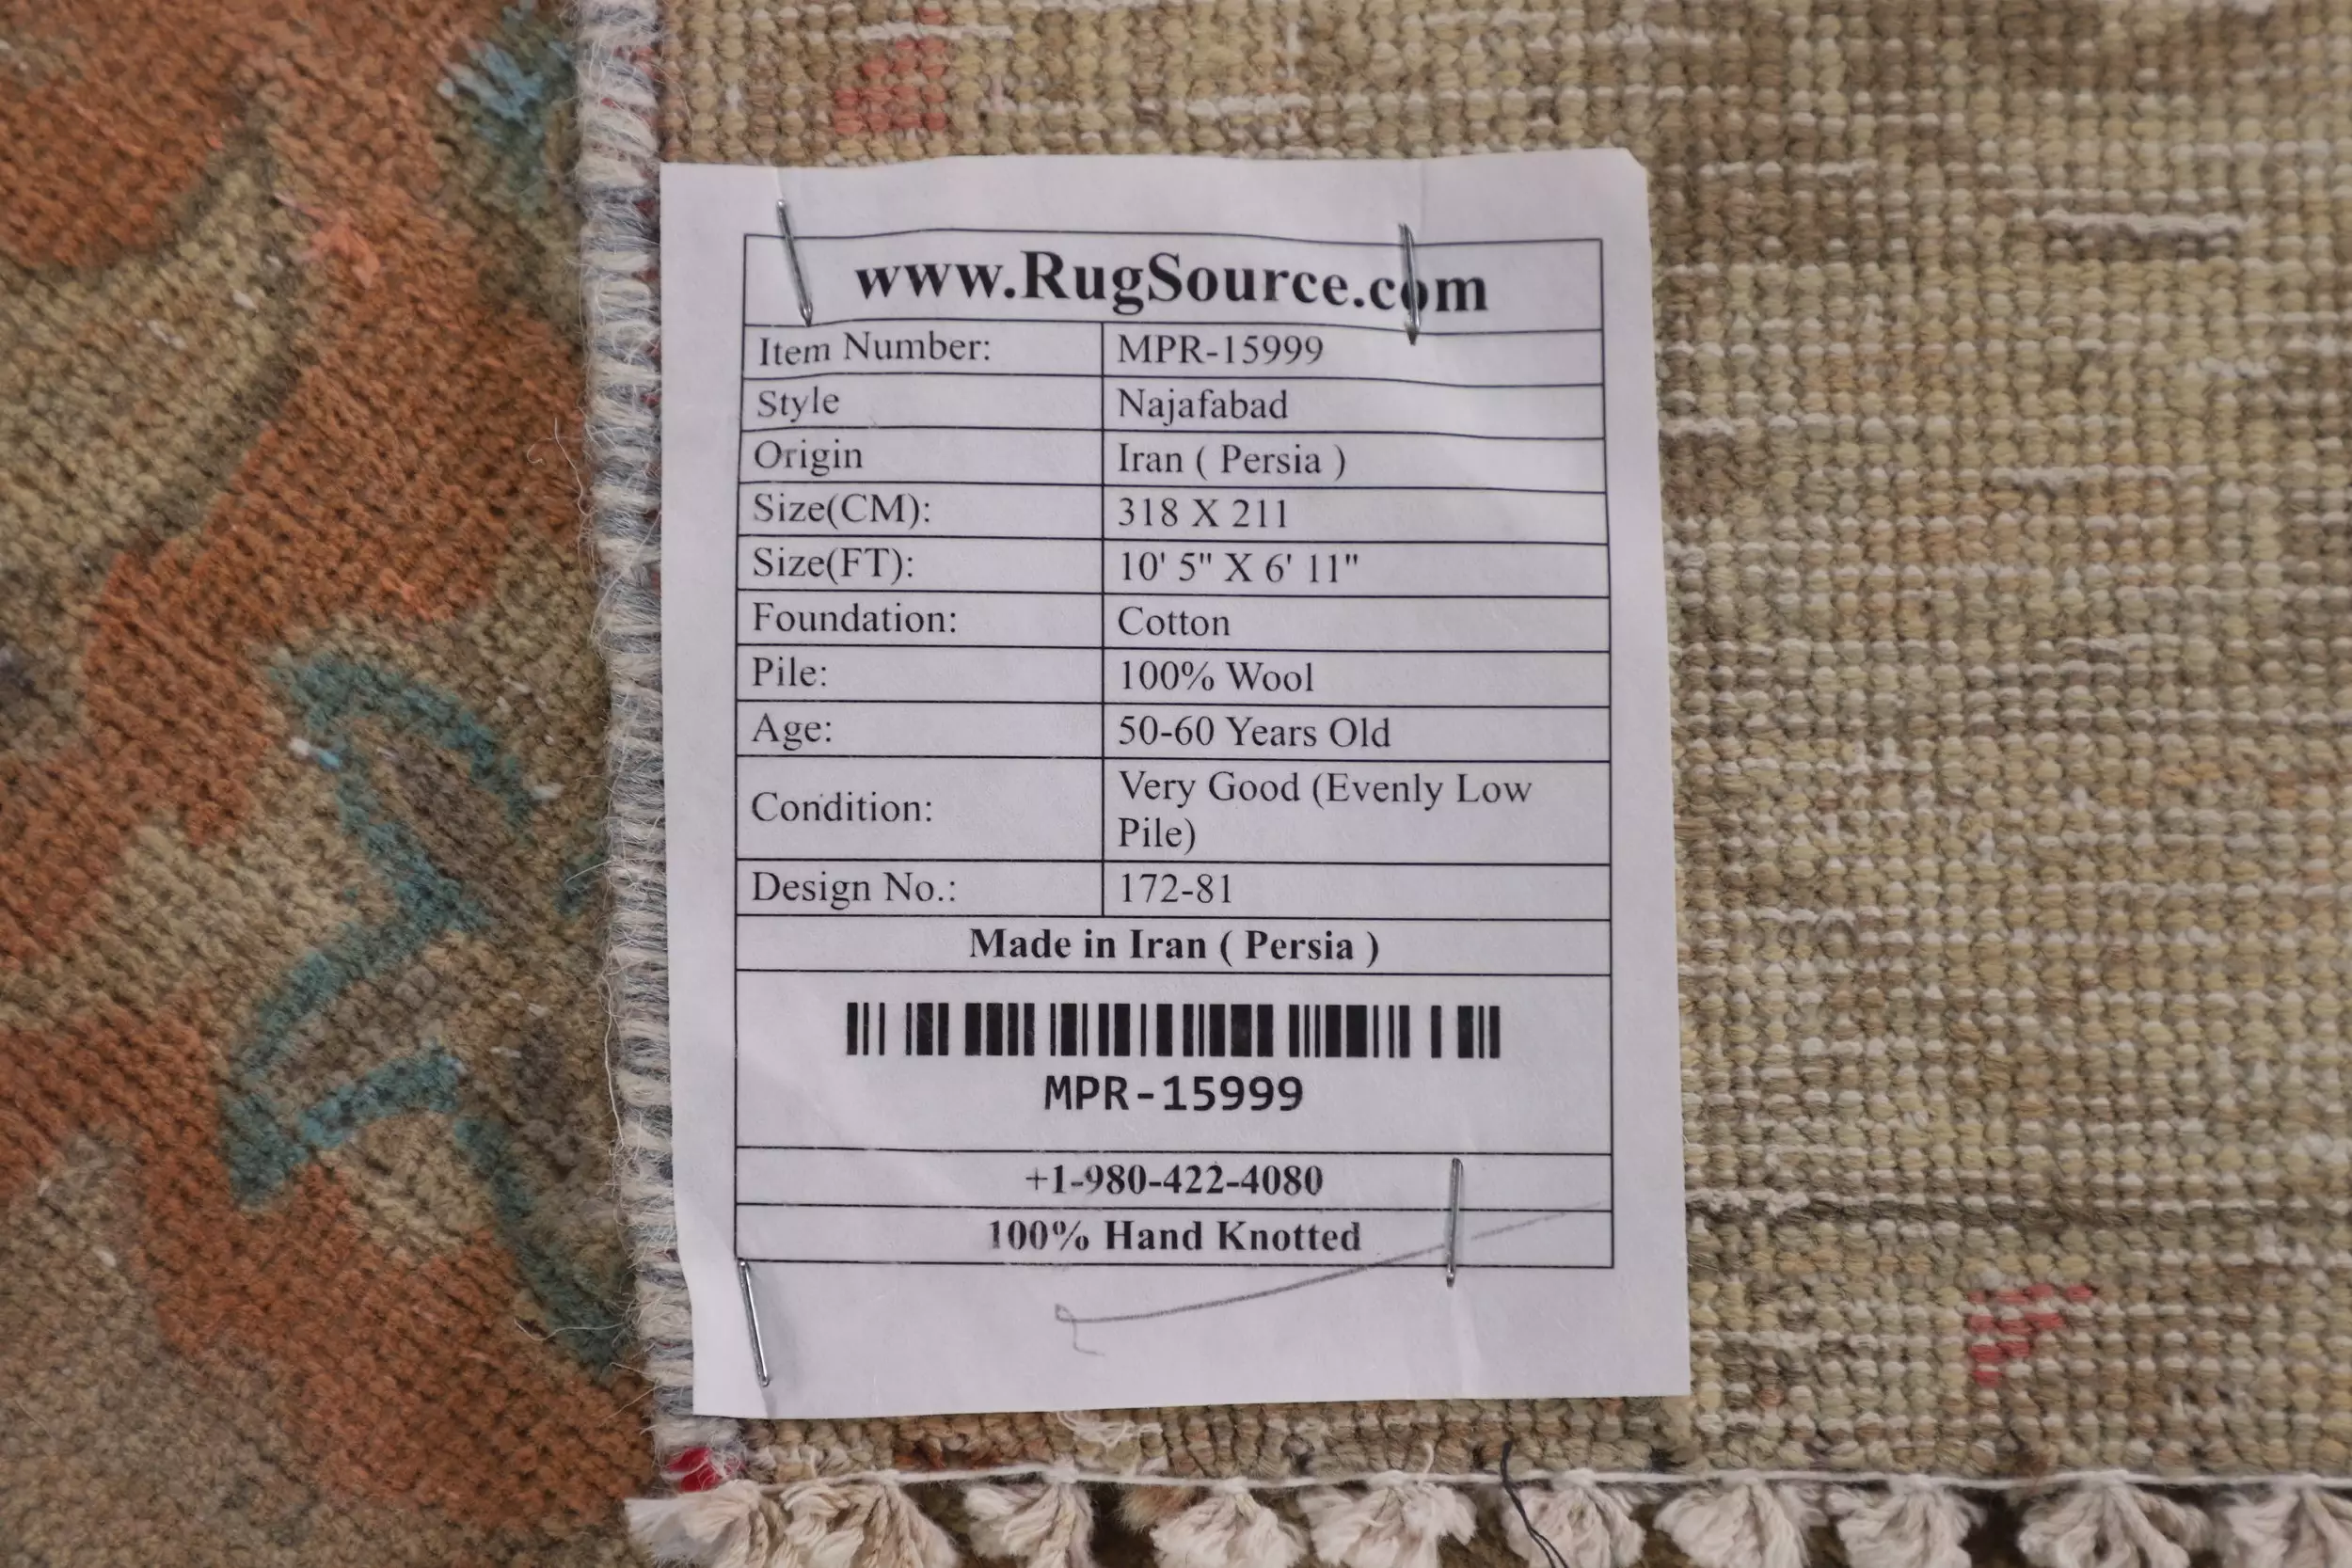 www.RugSource.com
Item Number: MPR-15999
Style Najafabad
Origin Iran ( Persia )
Size(CM): 318 X 211
Size(FT): 10' 5" X 6' 11"
Foundation: Cotton
Pile: 100% Wool
Age: 50-60 Years Old
Condition: Very Good (Evenly Low
Pile)
Design No.: 172-81
Made in Iran ( Persia )
MPR-15999
+1-980-422-4080
100% Hand Knotted